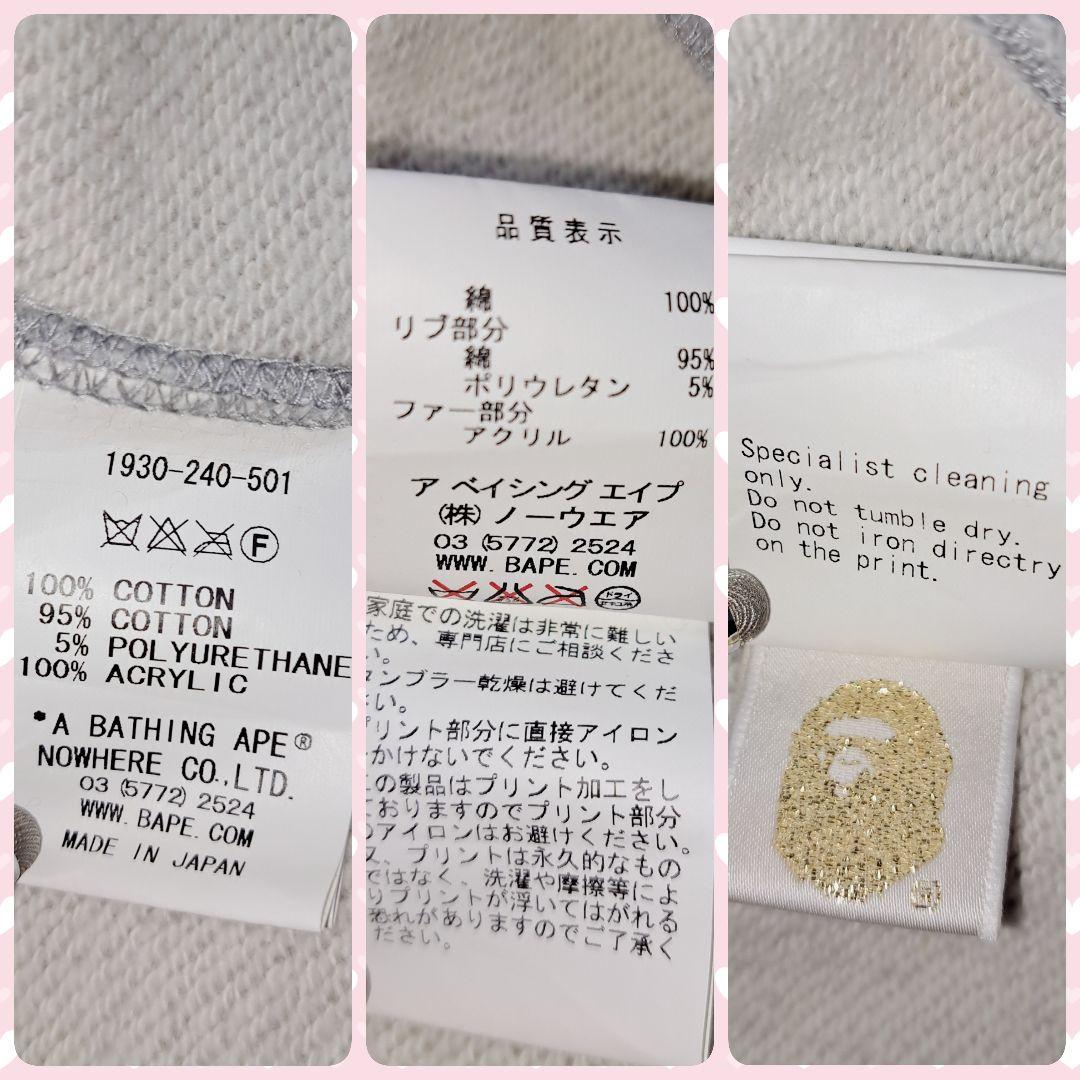 1930-240-501
F
100% COTTON
95% COTTON
5% POLYURETHANE
100% ACRYLIC
*A BATHING APE®
NOWHERE CO.,LTD.
03 (5772) 2524
WWW. BAPE. COM
MADE IN JAPAN
品質表示
綿 100%
リブ部分
綿 95%
ポリウレタン 5%
ファー部分
アクリル 100%
ア ベイシング エイプ
(株) ノーウエア
03 (5772) 2524
WWW. BAPE. COM
ドライ
家庭での洗濯は非常に難しい
ため、専門店にご相談くださ
い。
タンブラー乾燥は避けてくだ
さい。
プリント部分に直接アイロン
かけないでください。
の製品はプリント加工をし
ておりますのでプリント部分
のアイロンはお避けください。
又、プリントは永久的なもの
ではなく、洗濯や摩擦等によ
りプリントが浮いてはがれる
恐れがありますのでご了承く
ださい。
Specialist cleaning
only.
Do not tumble dry.
Do not iron directry
on the print.